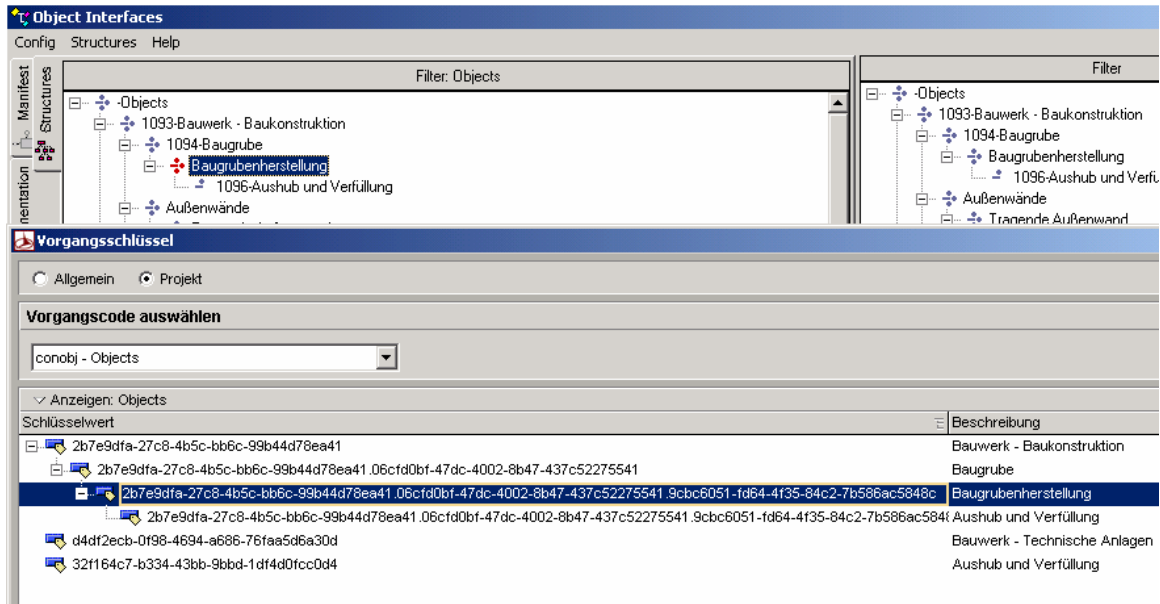 Object Interfaces
Config Structures Help
Manifest
Structures
Filter: Objects
-Objects
1093-Bauwerk - Baukonstruktion
1094-Baugrube
Baugrubenherstellung
1096-Aushub und Verfüllung
Außenwände
Filter
-Objects
1093-Bauwerk - Baukonstruktion
1094-Baugrube
Baugrubenherstellung
1096-Aushub und Verfü
Außenwände
Tragende Außenwand
mentation
Vorgangsschlüssel
Allgemein Projekt
Vorgangscode auswählen
conobj - Objects
Anzeigen: Objects
Schlüsselwert Beschreibung
2b7e9dfa-27c8-4b5c-bb6c-99b44d78ea41 Bauwerk - Baukonstruktion
2b7e9dfa-27c8-4b5c-bb6c-99b44d78ea41.06cfd0bf-47dc-4002-8b47-437c52275541 Baugrube
2b7e9dfa-27c8-4b5c-bb6c-99b44d78ea41.06cfd0bf-47dc-4002-8b47-437c52275541.9cbc6051-fd64-4f35-84c2-7b586ac5848c Baugrubenherstellung
2b7e9dfa-27c8-4b5c-bb6c-99b44d78ea41.06cfd0bf-47dc-4002-8b47-437c52275541.9cbc6051-fd64-4f35-84c2-7b586ac5848 Aushub und Verfüllung
d4df2ecb-0f98-4694-a686-76faa5d6a30d Bauwerk - Technische Anlagen
32f164c7-b334-43bb-9bbd-1df4d0fcc0d4 Aushub und Verfüllung